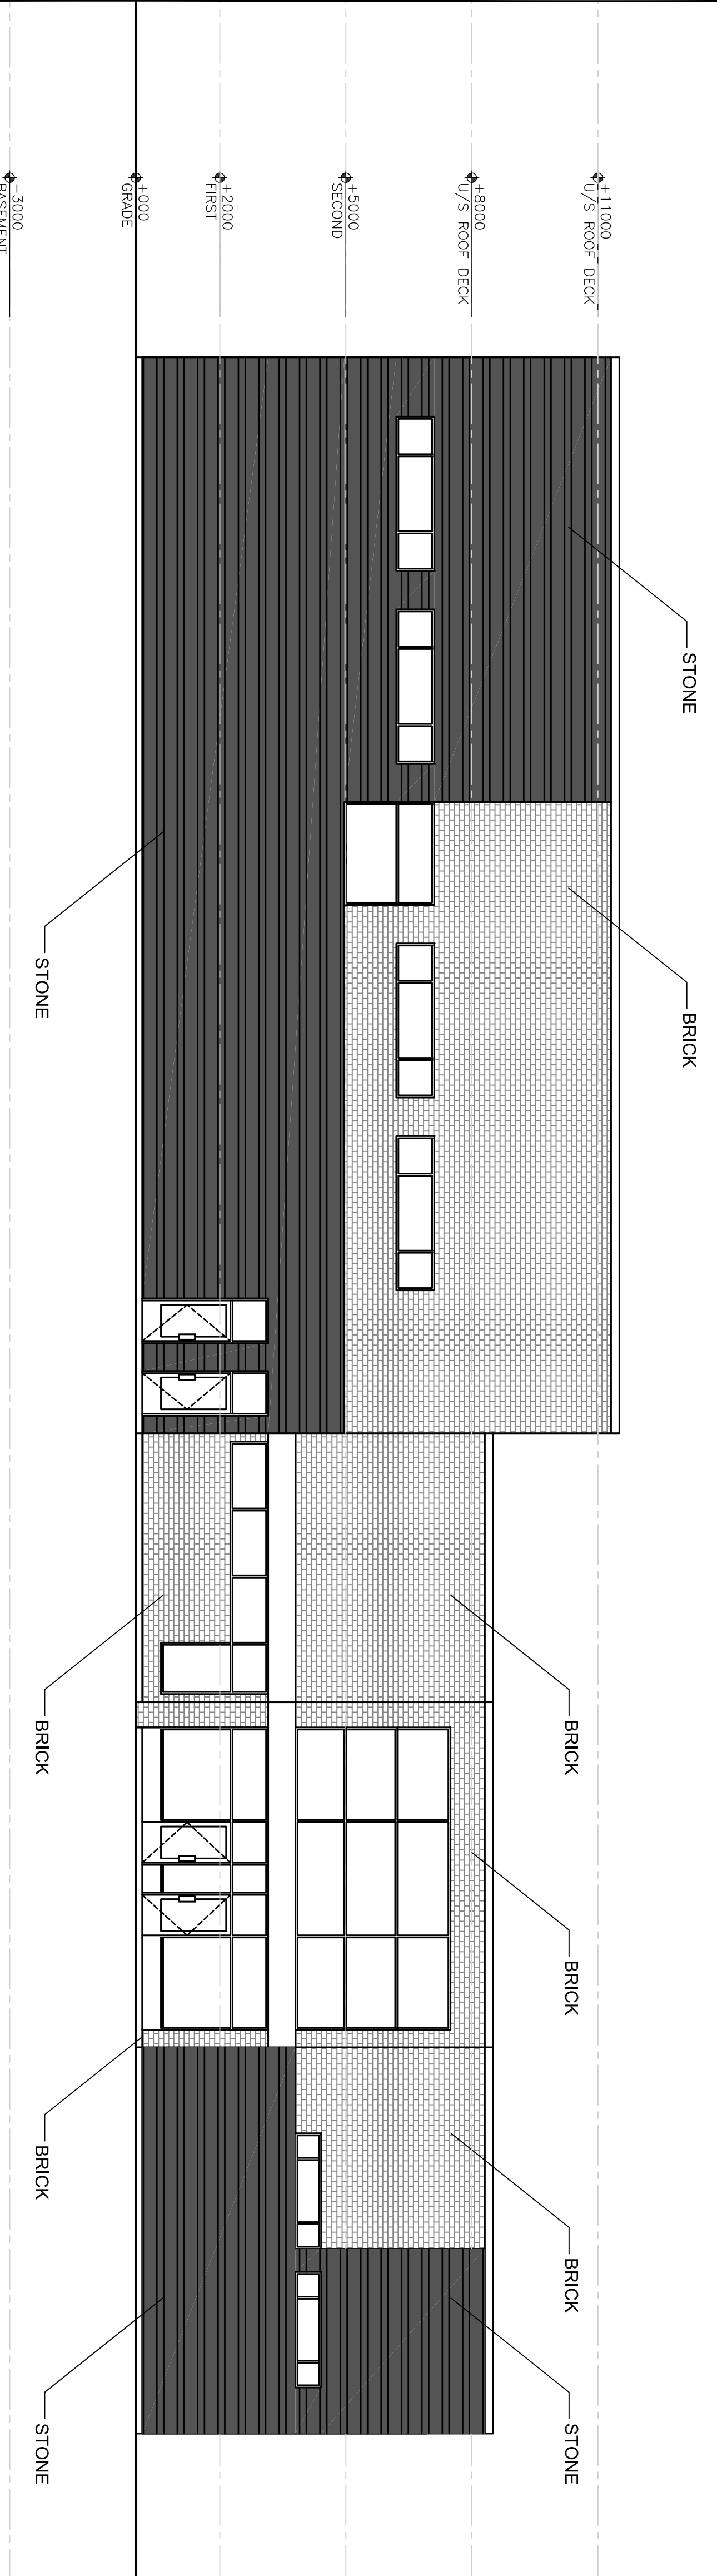 +11000
U/S ROOF DECK
+8000
U/S ROOF DECK
+5000
SECOND
+2000
FIRST
+000
GRADE
-3000
BASEMENT
STONE
BRICK
BRICK
BRICK
BRICK
STONE
STONE
BRICK
BRICK
STONE